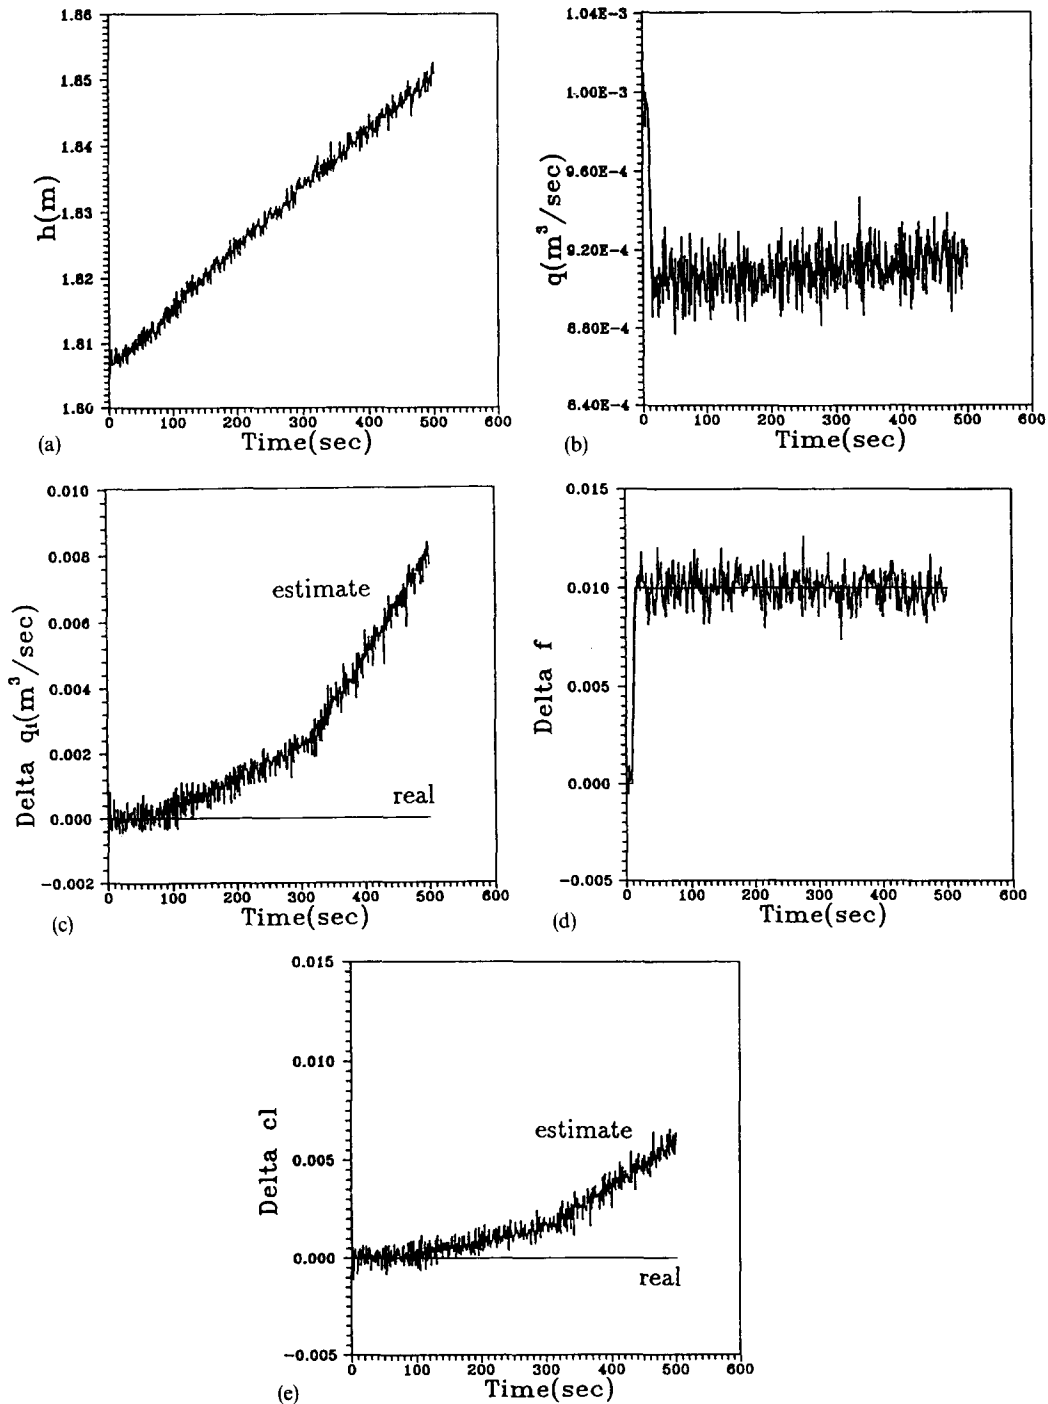 1.86
1.85
1.84
1.83
1.82
1.81
1.80
h(m)
0 100 200 300 400 500 600
Time(sec)
(a)
1.04E-3
1.00E-3
9.60E-4
9.20E-4
8.80E-4
8.40E-4
q(m³/sec)
0 100 200 300 400 500 600
Time(sec)
(b)
0.010
0.008
0.006
0.004
0.002
0.000
-0.002
Delta q₁(m³/sec)
estimate
real
0 100 200 300 400 500 600
Time(sec)
(c)
0.015
0.010
0.005
0.000
-0.005
Delta f
0 100 200 300 400 500 600
Time(sec)
(d)
0.015
0.010
0.005
0.000
-0.005
Delta cl
estimate
real
0 100 200 300 400 500 600
Time(sec)
(e)